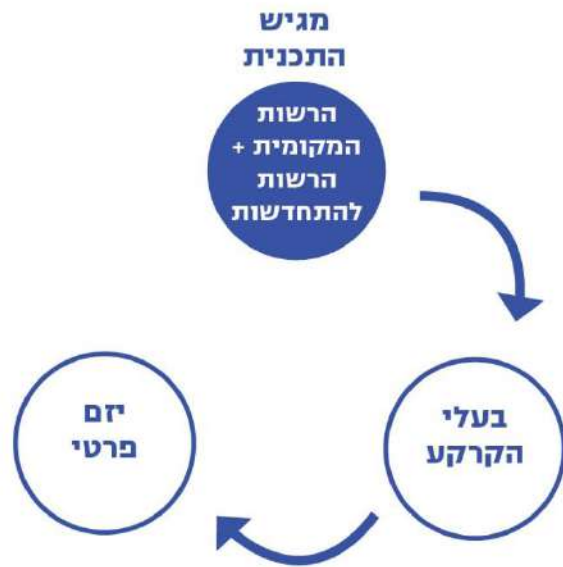 מגיש
התכנית
הרשות
המקומית +
הרשות
להתחדשות
בעלי
הקרקע
יזם
פרטי